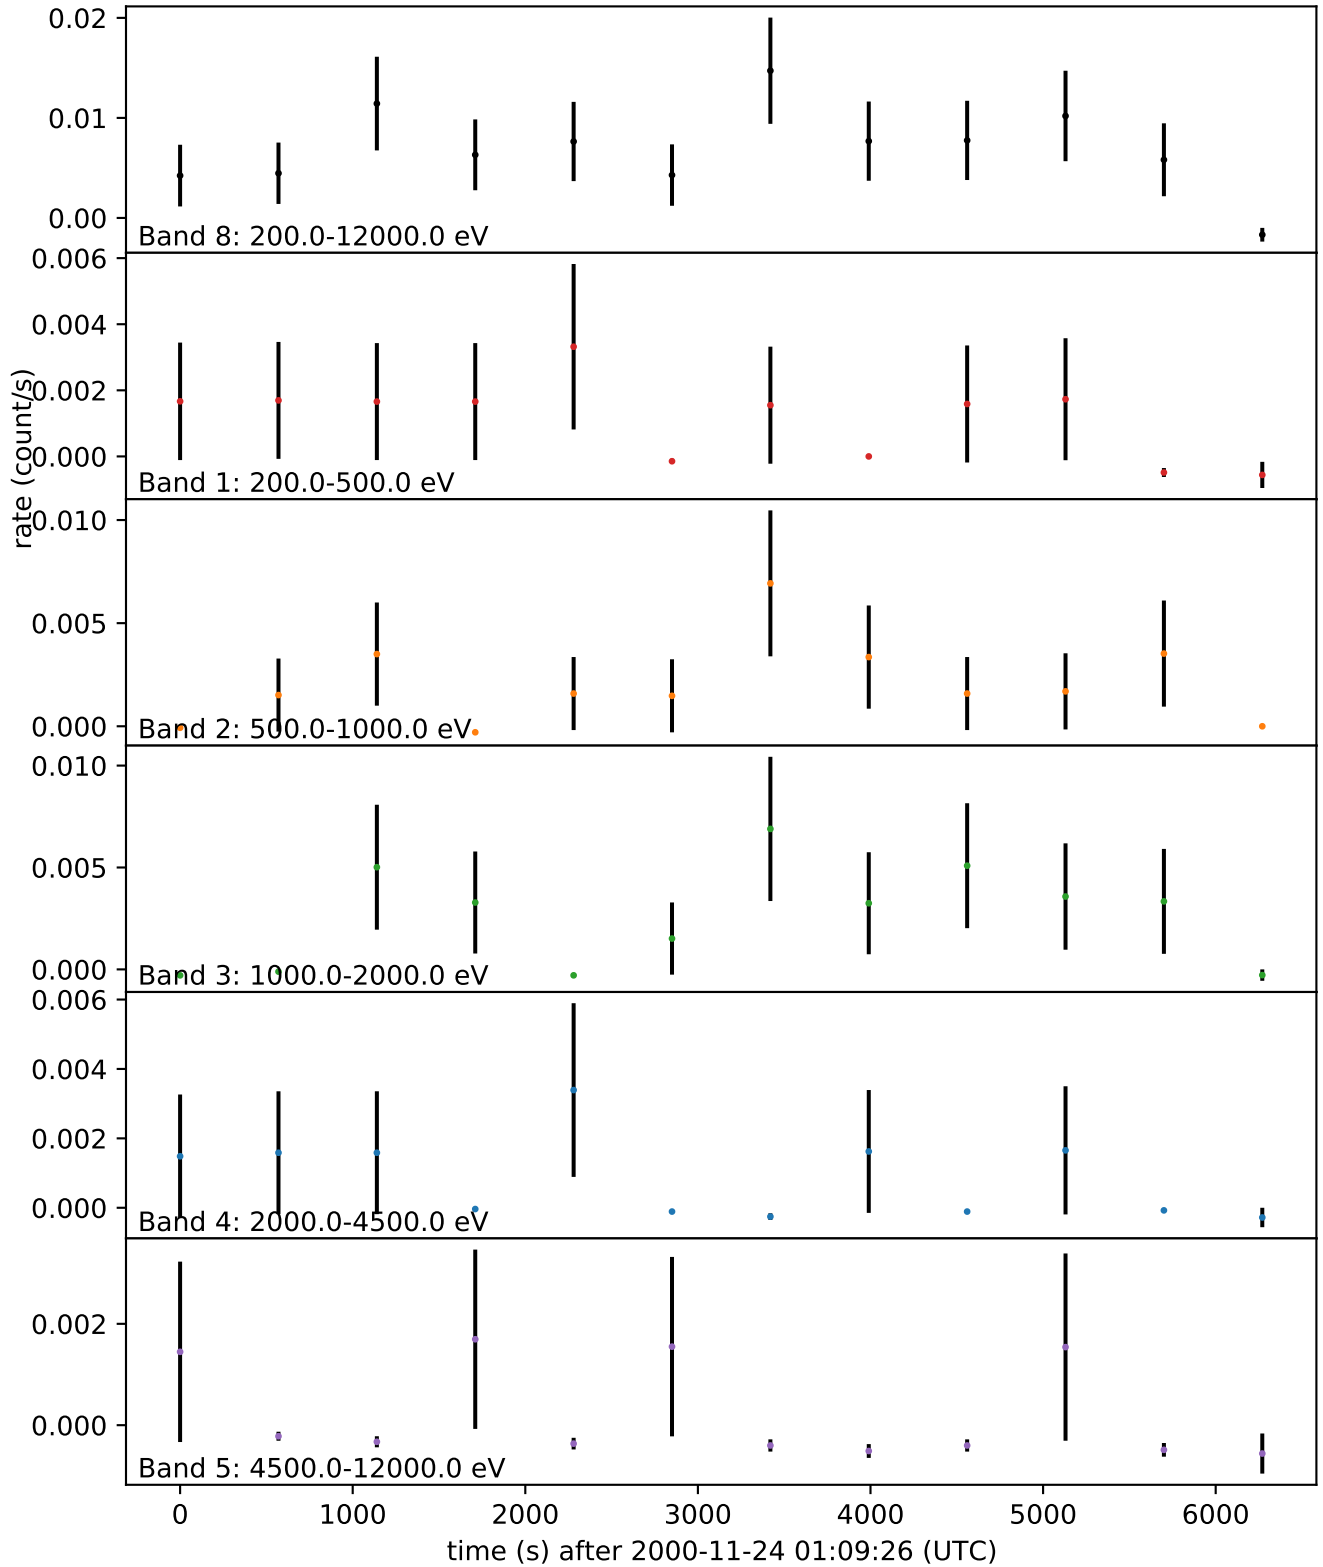 0.02
0.01
0.00
Band 8: 200.0-12000.0 eV
0.006
0.004
0.002
0.000
rate (count/s)
Band 1: 200.0-500.0 eV
0.010
0.005
0.000
Band 2: 500.0-1000.0 eV
0.010
0.005
0.000
Band 3: 1000.0-2000.0 eV
0.006
0.004
0.002
0.000
Band 4: 2000.0-4500.0 eV
0.002
0.000
Band 5: 4500.0-12000.0 eV
0 1000 2000 3000 4000 5000 6000
time (s) after 2000-11-24 01:09:26 (UTC)